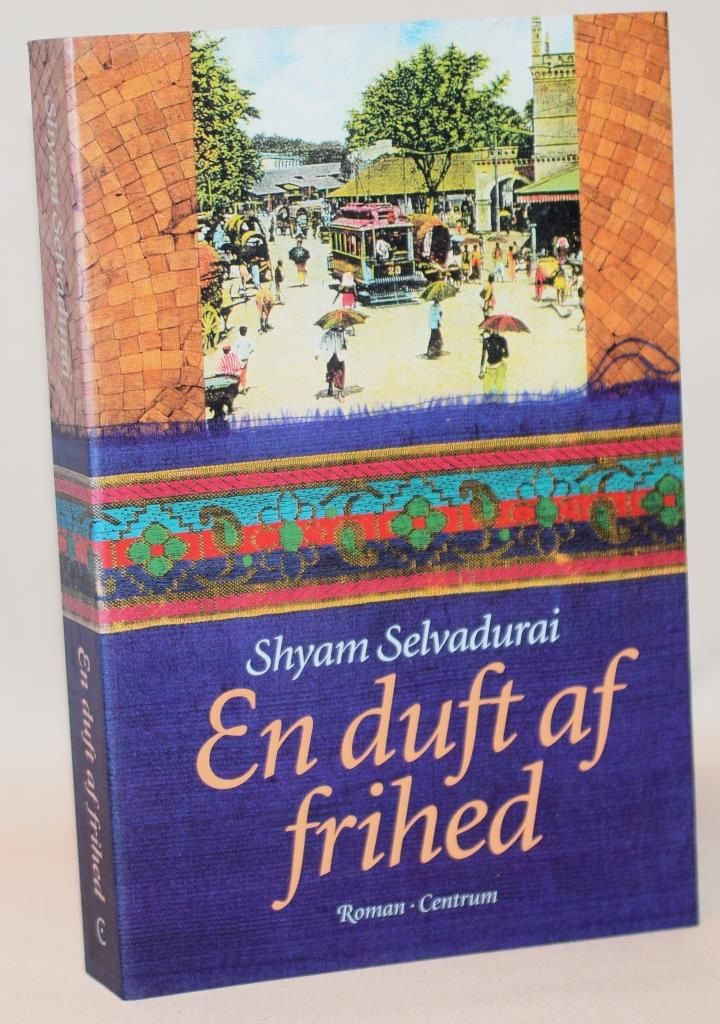 Shyam Selvadurai
En duft af
frihed
Roman · Centrum
Shyam Selvadurai
En duft af frihed